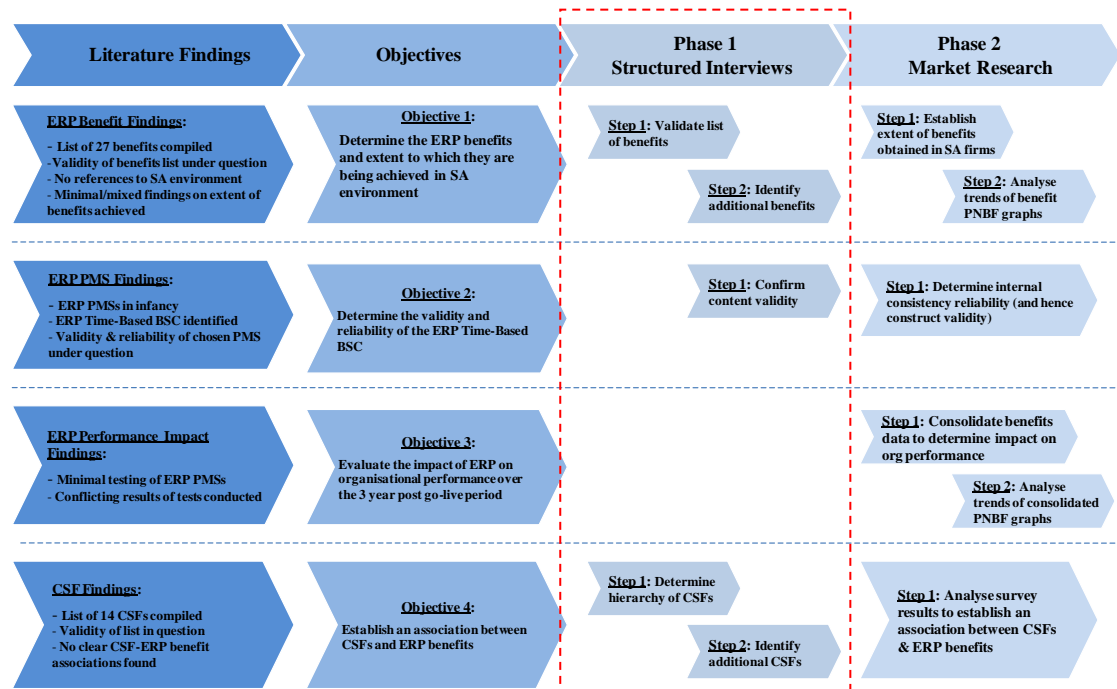 Literature Findings
Objectives
Phase 1
Structured Interviews
Phase 2
Market Research
ERP Benefit Findings:
- List of 27 benefits compiled
- Validity of benefits list under question
- No references to SA environment
- Minimal/mixed findings on extent of
benefits achieved
Objective 1:
Determine the ERP benefits
and extent to which they are
being achieved in SA
environment
Step 1: Validate list
of benefits
Step 2: Identify
additional benefits
Step 1: Establish
extent of benefits
obtained in SA firms
Step 2: Analyse
trends of benefit
PNBF graphs
ERP PMS Findings:
- ERP PMSs in infancy
- ERP Time-Based BSC identified
- Validity & reliability of chosen PMS
under question
Objective 2:
Determine the validity and
reliability of the ERP Time-Based
BSC
Step 1: Confirm
content validity
Step 1: Determine internal
consistency reliability (and hence
construct validity)
ERP Performance Impact
Findings:
- Minimal testing of ERP PMSs
- Conflicting results of tests conducted
Objective 3:
Evaluate the impact of ERP on
organisational performance over
the 3 year post go-live period
Step 1: Consolidate benefits
data to determine impact on
org performance
Step 2: Analyse
trends of consolidated
PNBF graphs
CSF Findings:
- List of 14 CSFs compiled
- Validity of list in question
- No clear CSF-ERP benefit
associations found
Objective 4:
Establish an association between
CSFs and ERP benefits
Step 1: Determine
hierarchy of CSFs
Step 2: Identify
additional CSFs
Step 1: Analyse survey
results to establish an
association between CSFs
& ERP benefits